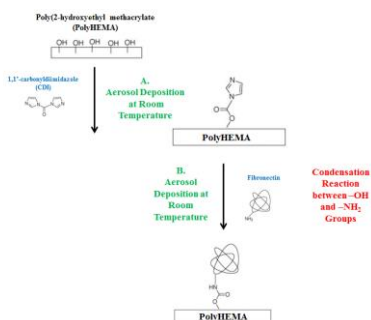 Poly(2-hydroxyethyl methacrylate)
(PolyHEMA)
OH OH OH OH OH
1,1'-carbonyldiimidazole
(CDI)
A.
Aerosol Deposition
at Room
Temperature
PolyHEMA
B.
Aerosol
Deposition at
Room
Temperature
Fibronectin
NH₂
Condensation
Reaction
between –OH
and –NH₂
Groups
HN
PolyHEMA